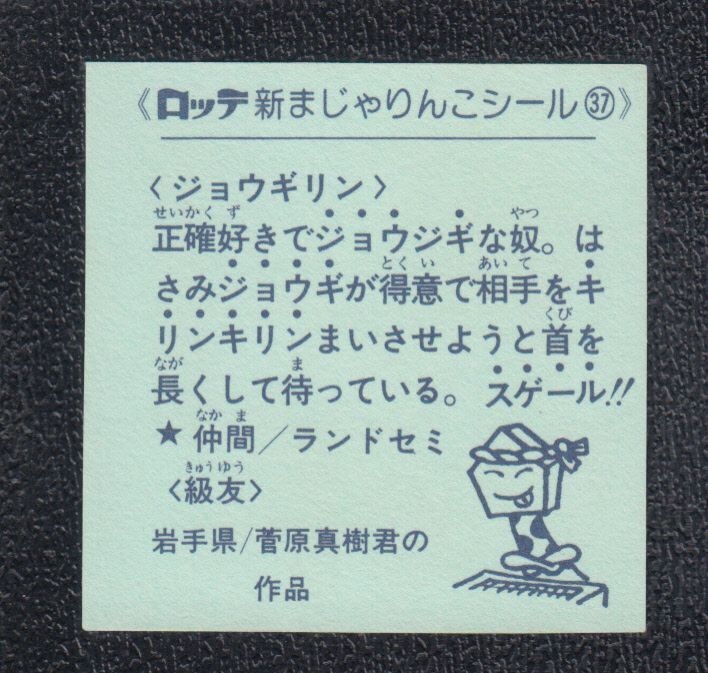 《ロッテ新まじゃりんこシール㊲》
〈ジョウギリン〉
正確好きでジョウジギな奴。は
さみジョウギが得意で相手をキ
リンキリンまいさせようと首を
長くして待っている。スゲール!!
★仲間/ランドセミ
〈級友〉
岩手県/菅原真樹君の
作品